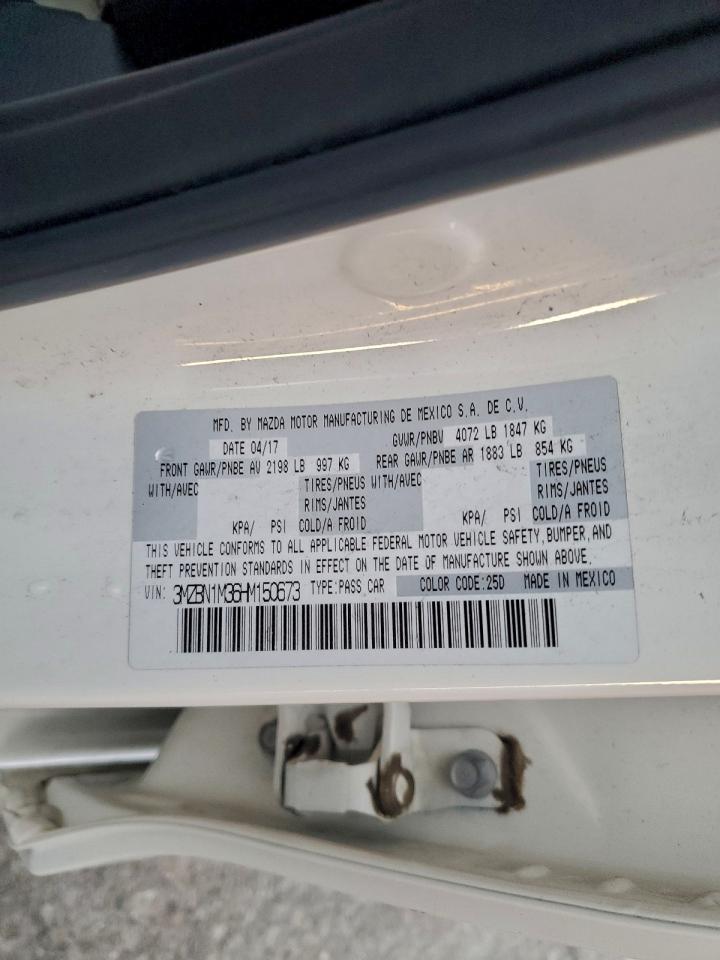 MFD. BY MAZDA MOTOR MANUFACTURING DE MEXICO S.A. DE C.V.
DATE 04/17 GVWR/PNBV 4072 LB 1847 KG
FRONT GAWR/PNBE AV 2198 LB 997 KG REAR GAWR/PNBE AR 1883 LB 854 KG
WITH/AVEC TIRES/PNEUS WITH/AVEC TIRES/PNEUS
RIMS/JANTES RIMS/JANTES
KPA/ PSI COLD/A FROID KPA/ PSI COLD/A FROID
THIS VEHICLE CONFORMS TO ALL APPLICABLE FEDERAL MOTOR VEHICLE SAFETY, BUMPER, AND
THEFT PREVENTION STANDARDS IN EFFECT ON THE DATE OF MANUFACTURE SHOWN ABOVE.
VIN: 3MZBN1M36HM150673 TYPE:PASS CAR COLOR CODE:25D MADE IN MEXICO